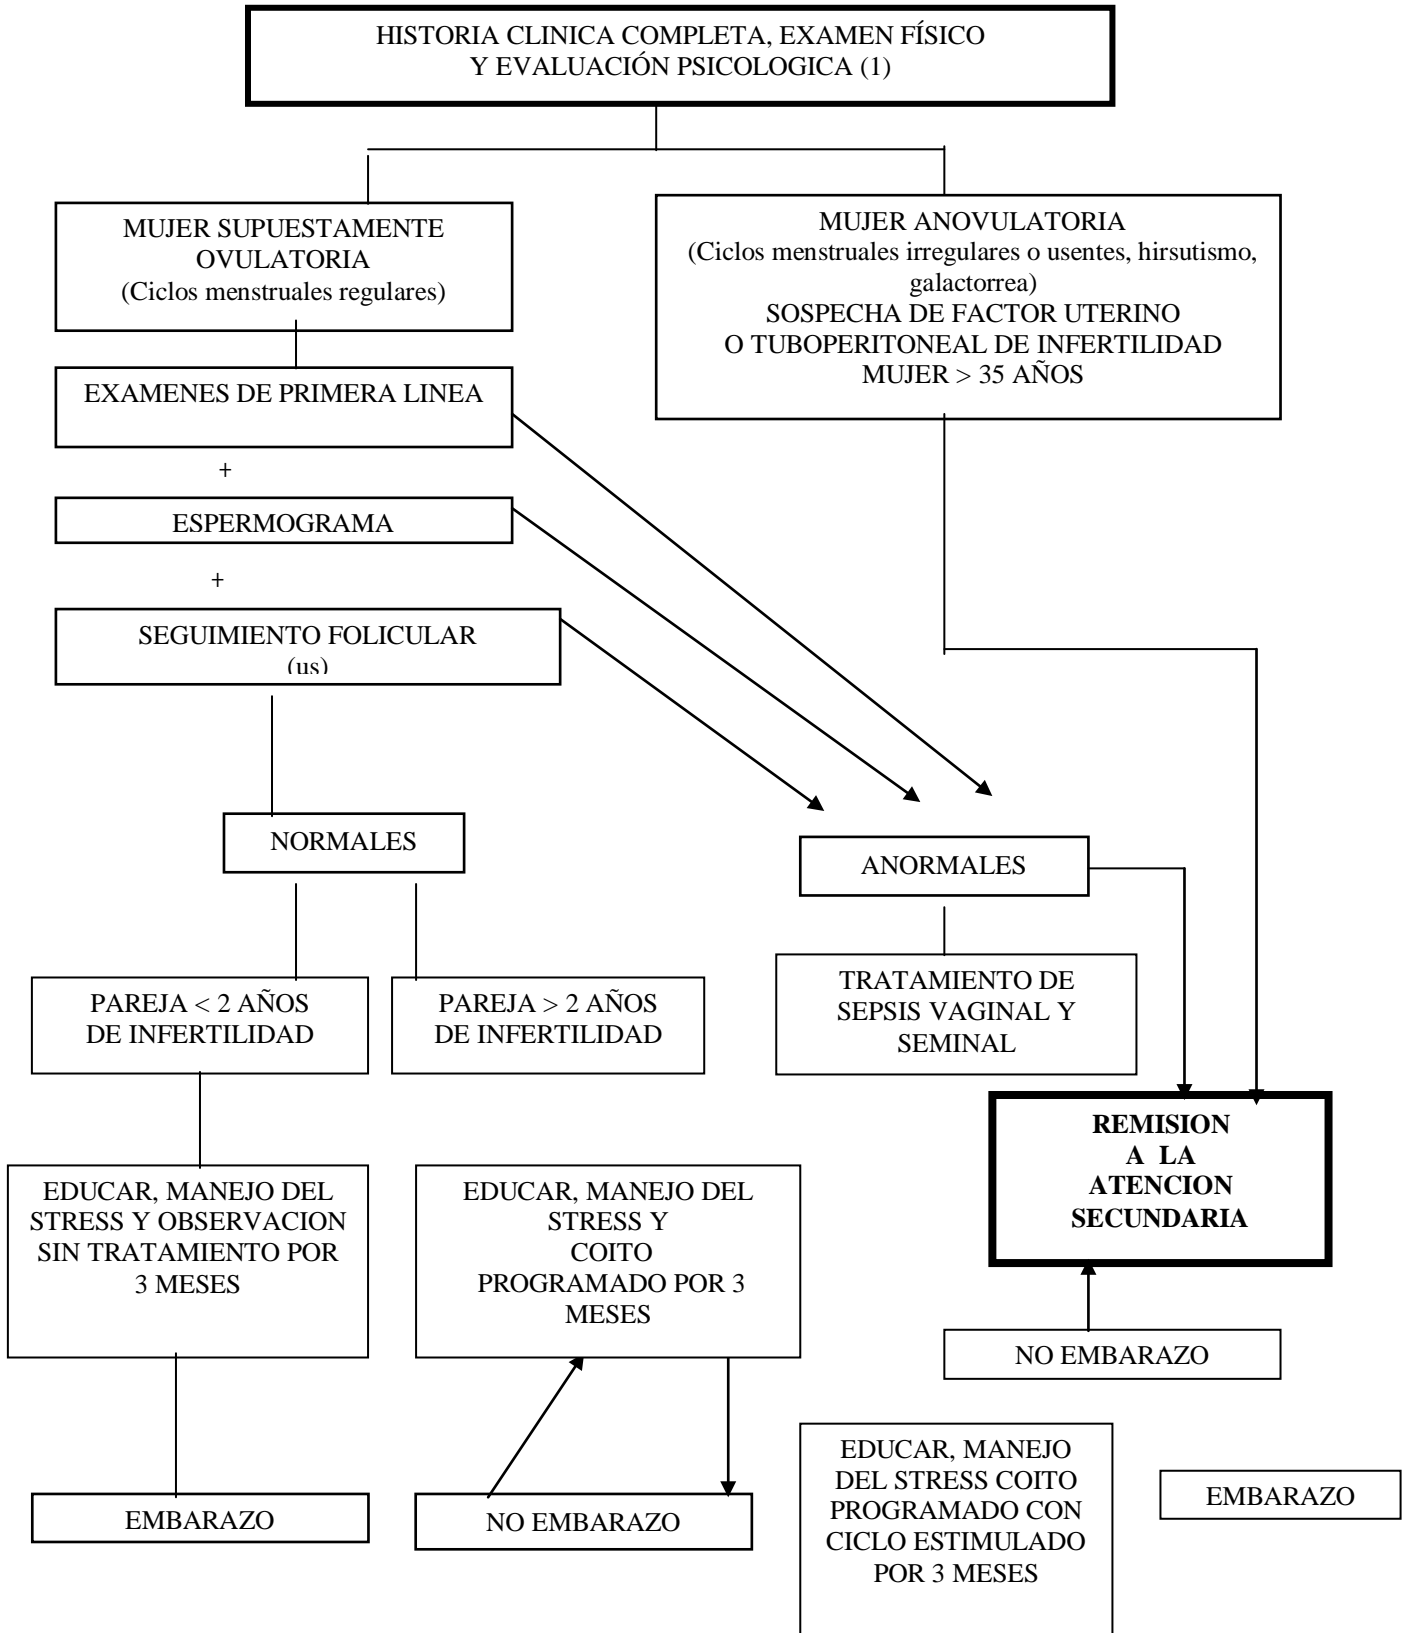 HISTORIA CLINICA COMPLETA, EXAMEN FÍSICO
Y EVALUACIÓN PSICOLOGICA (1)
MUJER SUPUESTAMENTE
OVULATORIA
(Ciclos menstruales regulares)
MUJER ANOVULATORIA
(Ciclos menstruales irregulares o usentes, hirsutismo,
galactorrea)
SOSPECHA DE FACTOR UTERINO
O TUBOPERITONEAL DE INFERTILIDAD
MUJER > 35 AÑOS
EXAMENES DE PRIMERA LINEA
+
ESPERMOGRAMA
+
SEGUIMIENTO FOLICULAR
(us)
NORMALES
ANORMALES
PAREJA < 2 AÑOS
DE INFERTILIDAD
PAREJA > 2 AÑOS
DE INFERTILIDAD
TRATAMIENTO DE
SEPSIS VAGINAL Y
SEMINAL
REMISION
A LA
ATENCION
SECUNDARIA
EDUCAR, MANEJO DEL
STRESS Y OBSERVACION
SIN TRATAMIENTO POR
3 MESES
EDUCAR, MANEJO DEL
STRESS Y
COITO
PROGRAMADO POR 3
MESES
NO EMBARAZO
EDUCAR, MANEJO
DEL STRESS COITO
PROGRAMADO CON
CICLO ESTIMULADO
POR 3 MESES
EMBARAZO
EMBARAZO
NO EMBARAZO